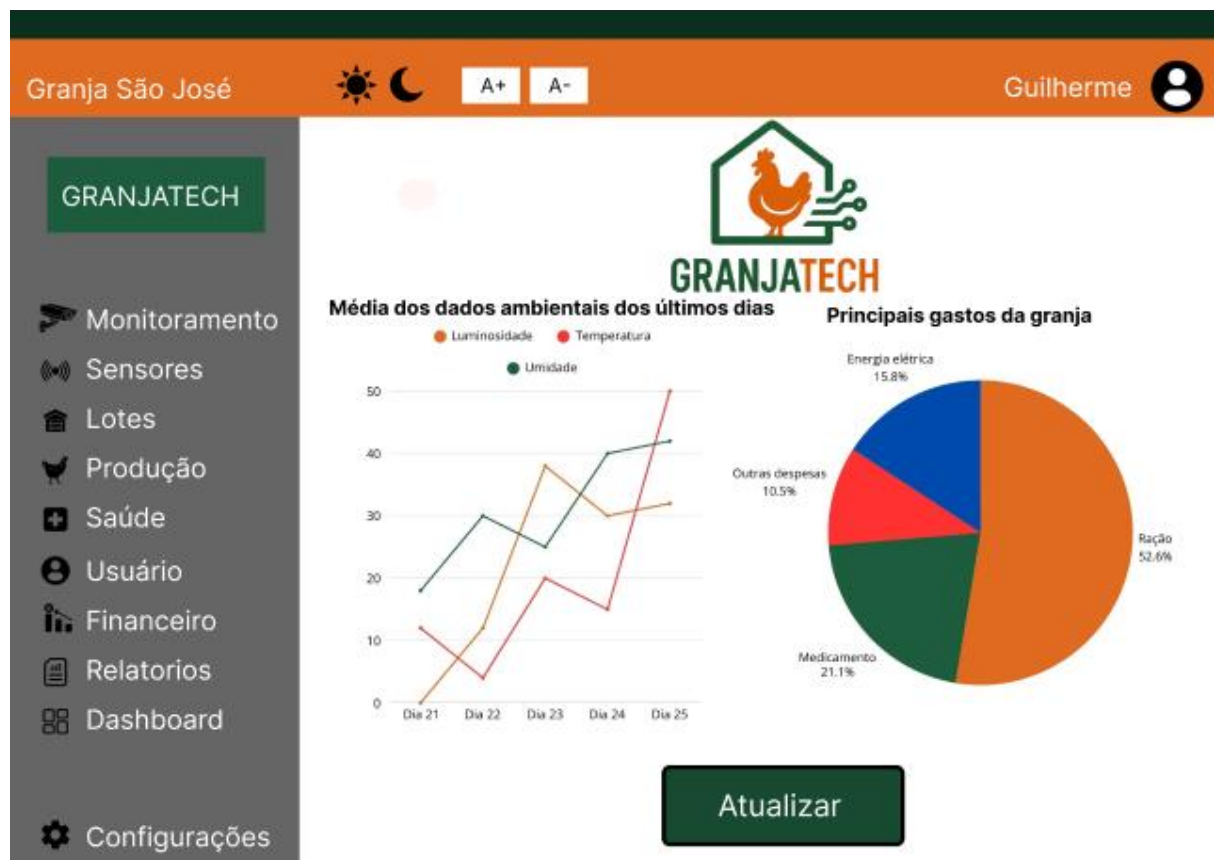 Granja São José
A+
A-
Guilherme
GRANJATECH
Monitoramento
Sensores
Lotes
Produção
Saúde
Usuário
Financeiro
Relatorios
Dashboard
Configurações
GRANJATECH
Média dos dados ambientais dos últimos dias
Luminosidade
Temperatura
Umidade
50
40
30
20
10
0
Dia 21
Dia 22
Dia 23
Dia 24
Dia 25
Principais gastos da granja
Energia elétrica
15.8%
Outras despesas
10.5%
Ração
52.6%
Medicamento
21.1%
Atualizar